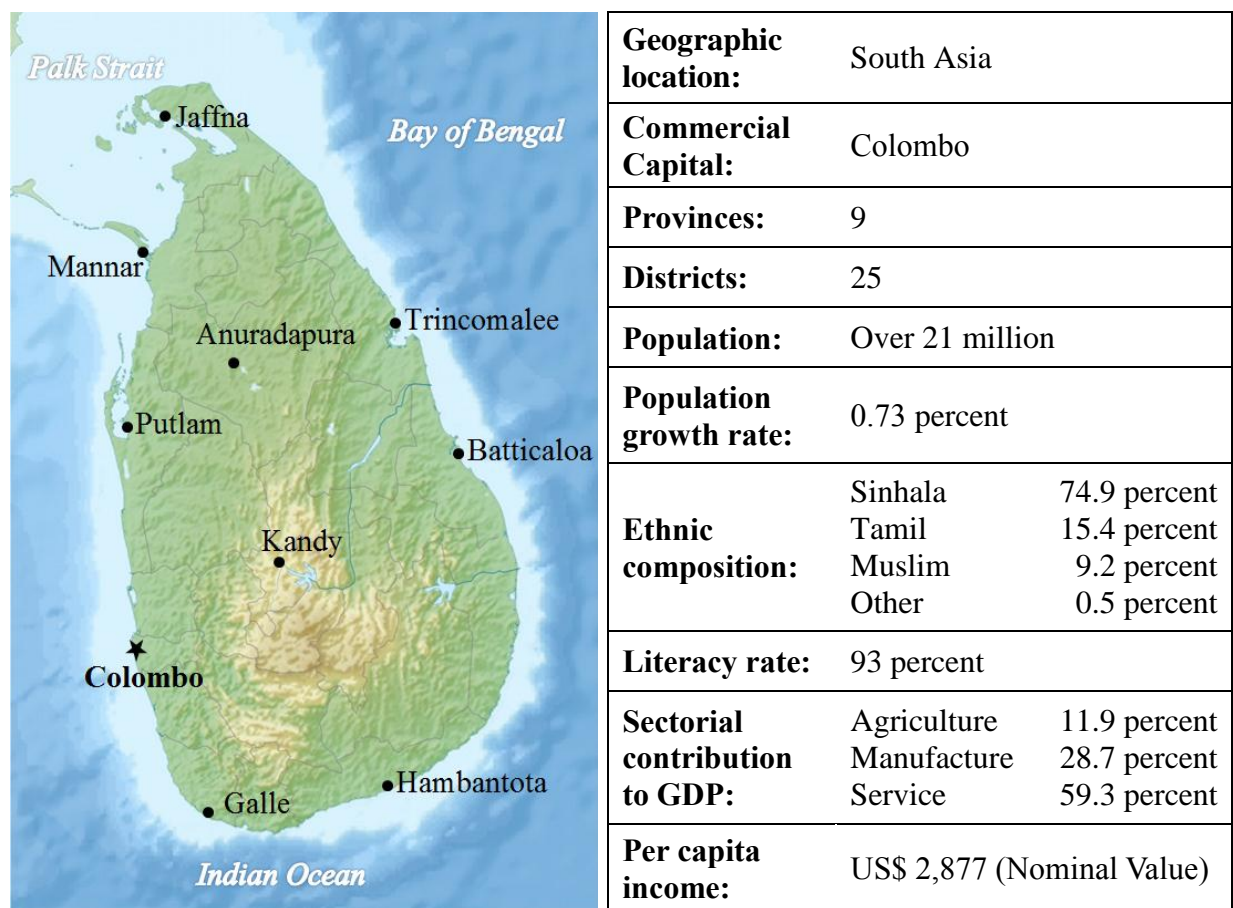 Palk Strait
Jaffna
Bay of Bengal
Mannar
Trincomalee
Anuradapura
Putlam
Batticaloa
Kandy
Colombo
Hambantota
Galle
Indian Ocean
Geographic
location:
South Asia
Commercial
Capital:
Colombo
Provinces:
9
Districts:
25
Population:
Over 21 million
Population
growth rate:
0.73 percent
Ethnic
composition:
Sinhala 74.9 percent
Tamil 15.4 percent
Muslim 9.2 percent
Other 0.5 percent
Literacy rate:
93 percent
Sectorial
contribution
to GDP:
Agriculture 11.9 percent
Manufacture 28.7 percent
Service 59.3 percent
Per capita
income:
US$ 2,877 (Nominal Value)